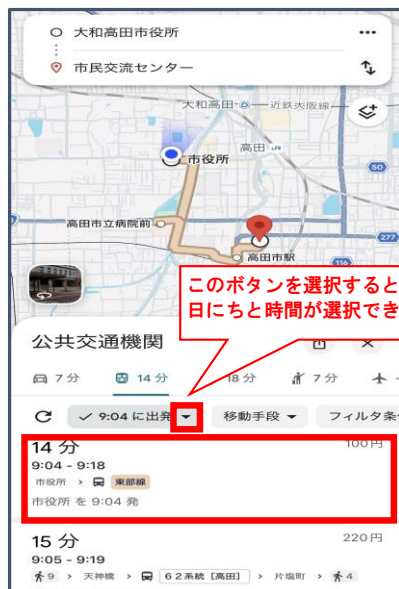 大和高田市役所
市民交流センター
大和高田
近鉄大阪線
高田
市役所
50
高田市立病院前
277
高田市駅
116
このボタンを選択すると
日にちと時間が選択でき
公共交通機関
7 分
14 分
18 分
7 分
9:04 に出発
移動手段
フィルタ条
14 分
100円
9:04 - 9:18
市役所 > 東部線
市役所 を 9:04 発
15 分
220円
9:05 - 9:19
9 > 天神橋 > 62系統 [高田] > 片塩町 > 4